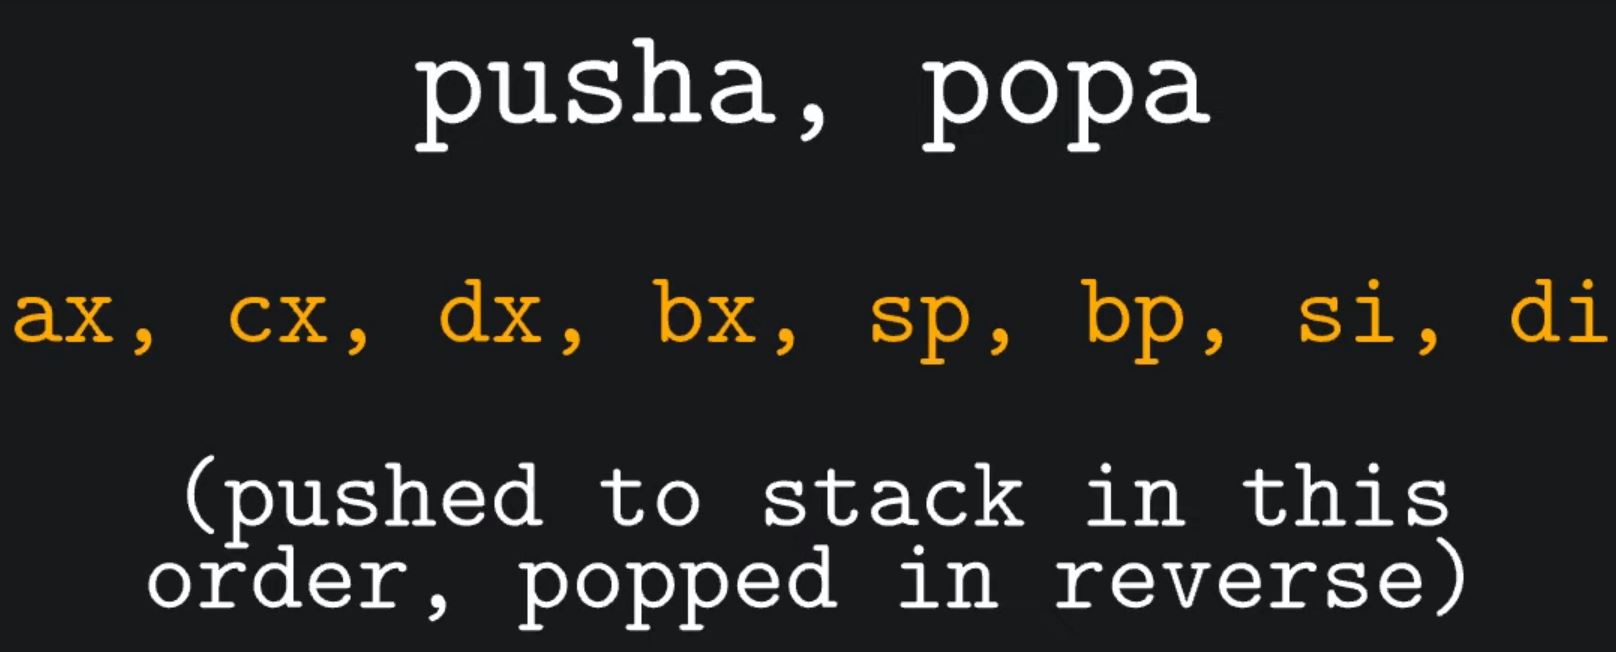 pusha, popa
ax, cx, dx, bx, sp, bp, si, di
(pushed to stack in this
order, popped in reverse)